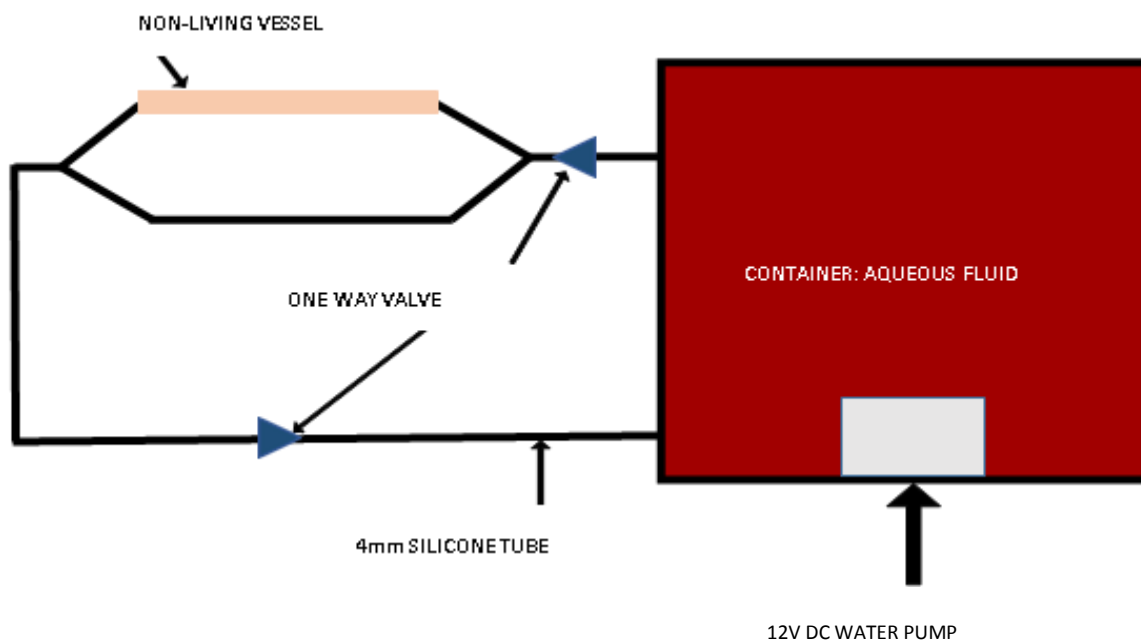 NON-LIVING VESSEL
CONTAINER: AQUEOUS FLUID
ONE WAY VALVE
4mm SILICONE TUBE
12V DC WATER PUMP